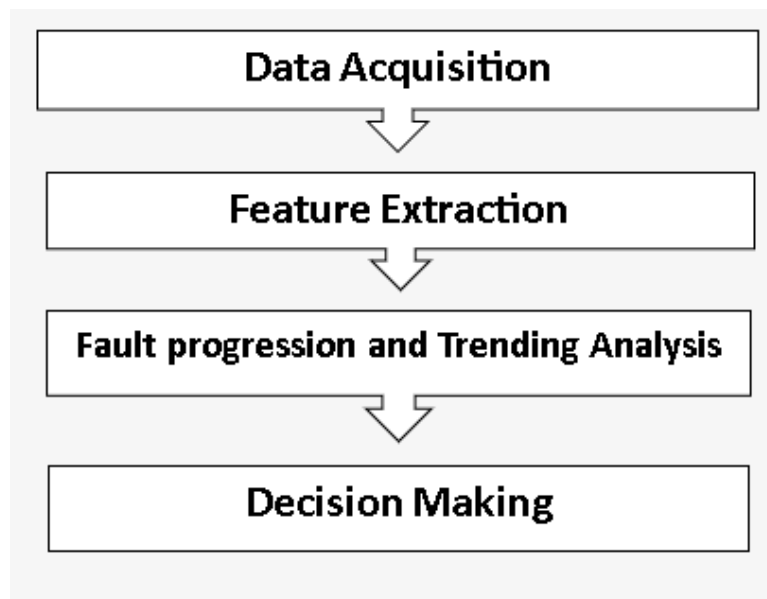 Data Acquisition
Feature Extraction
Fault progression and Trending Analysis
Decision Making